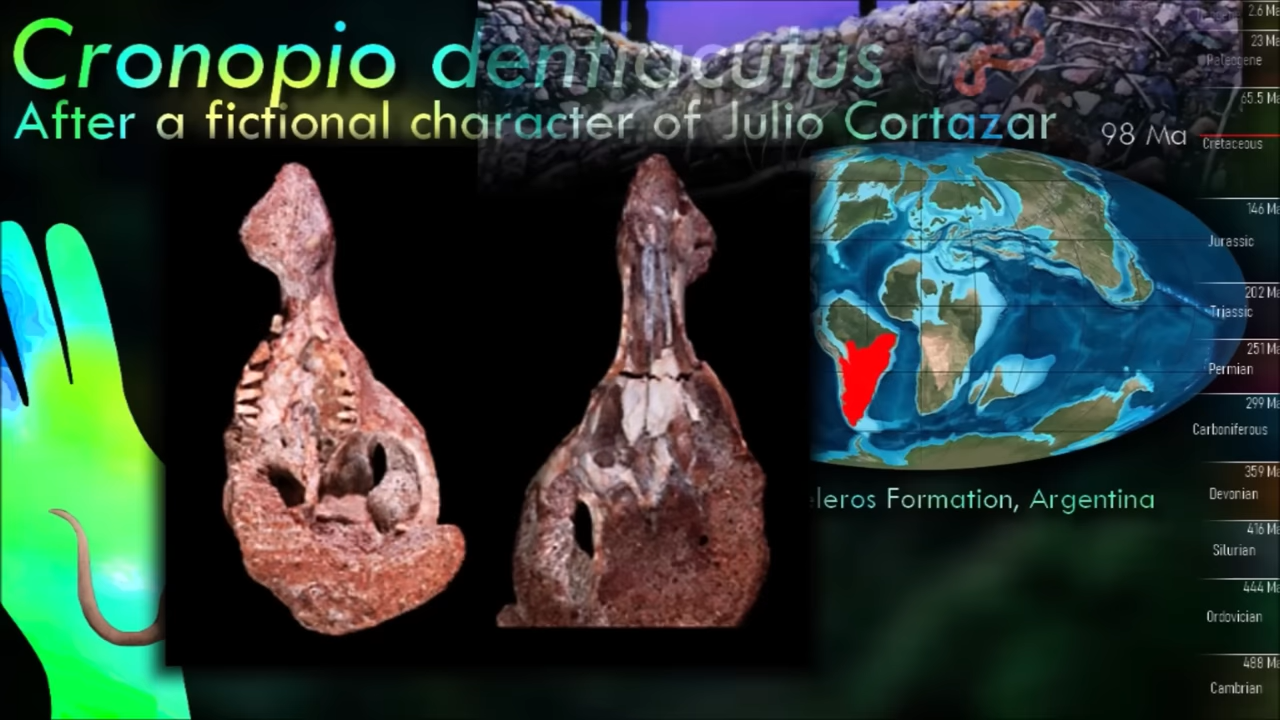 Cronopio dentiacutus
After a fictional character of Julio Cortazar
98 Ma
leros Formation, Argentina
2.6 Ma
23 Ma
Paleocene
65.5 Ma
Cretaceous
146 Ma
Jurassic
202 Ma
Triassic
251 Ma
Permian
299 Ma
Carboniferous
359 Ma
Devonian
416 Ma
Silurian
444 Ma
Ordovician
488 Ma
Cambrian